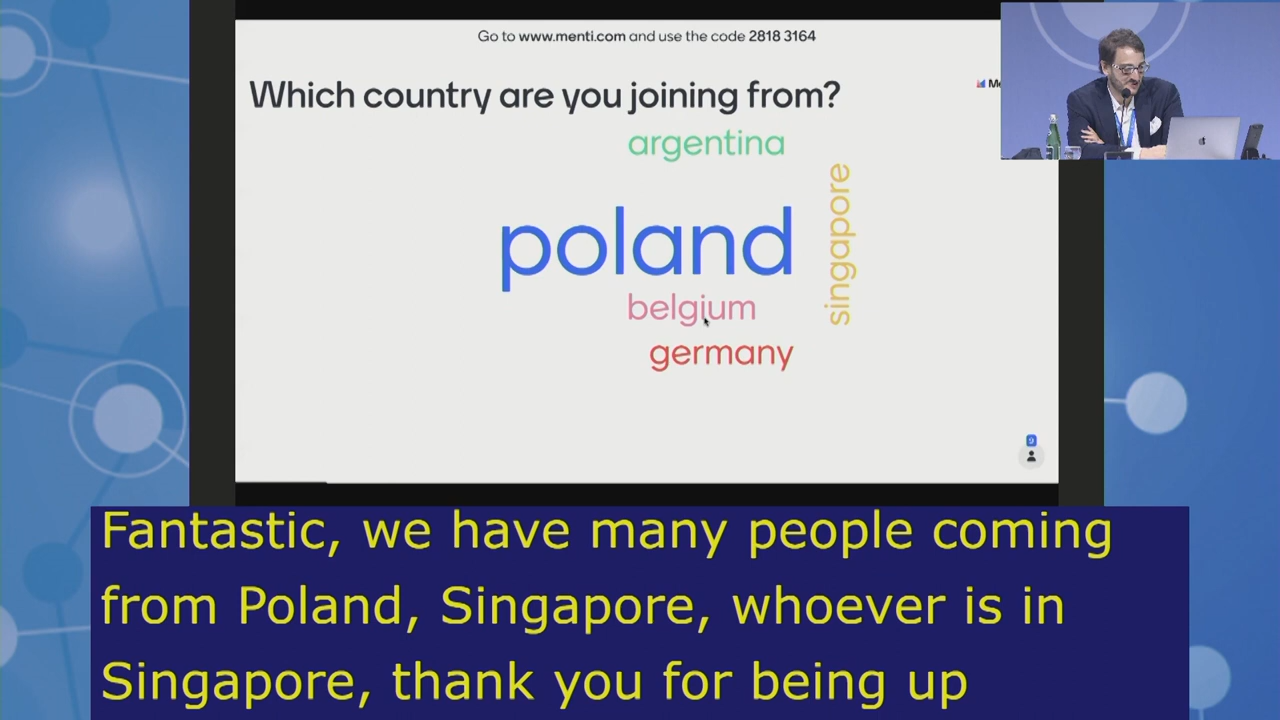 Go to www.menti.com and use the code 2818 3164
Which country are you joining from?
argentina
poland
singapore
belgium
germany
9
Fantastic, we have many people coming
from Poland, Singapore, whoever is in
Singapore, thank you for being up